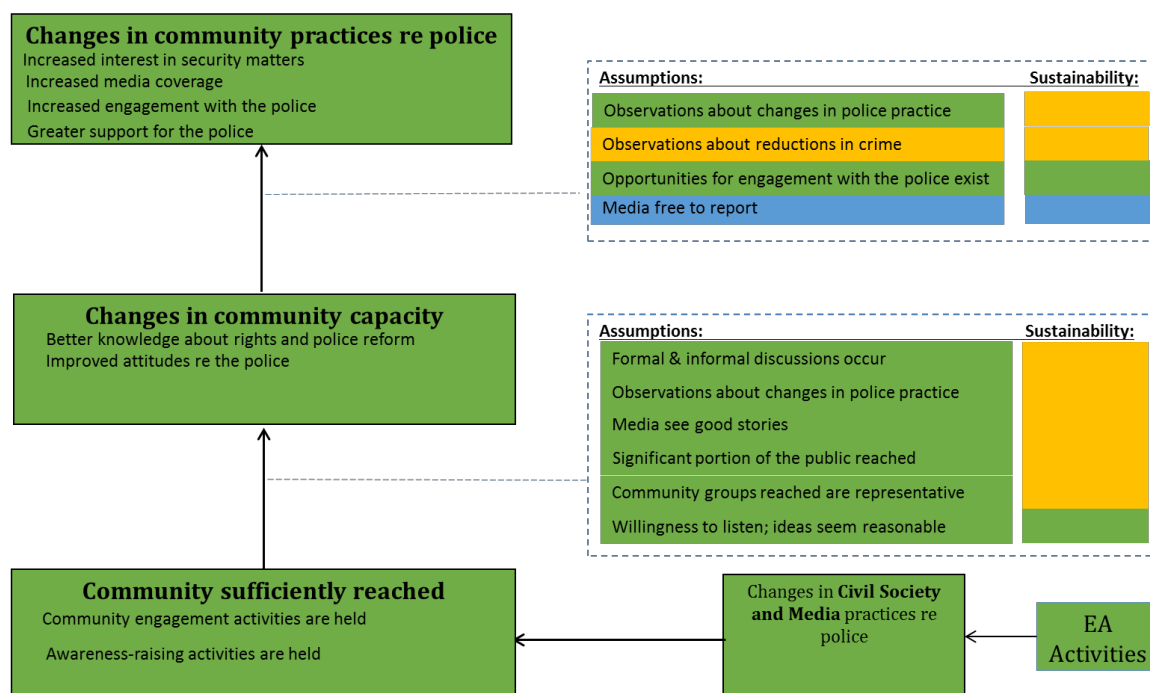 Changes in community practices re police
Increased interest in security matters
Increased media coverage
Increased engagement with the police
Greater support for the police
Assumptions:
Sustainability:
Observations about changes in police practice
Observations about reductions in crime
Opportunities for engagement with the police exist
Media free to report
Changes in community capacity
Better knowledge about rights and police reform
Improved attitudes re the police
Assumptions:
Sustainability:
Formal & informal discussions occur
Observations about changes in police practice
Media see good stories
Significant portion of the public reached
Community groups reached are representative
Willingness to listen; ideas seem reasonable
Community sufficiently reached
Community engagement activities are held
Awareness-raising activities are held
Changes in Civil Society
and Media practices re
police
EA
Activities